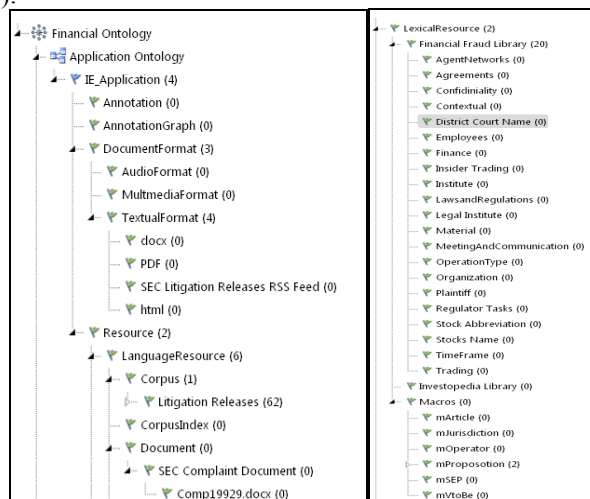 ).
Financial Ontology
Application Ontology
IE_Application (4)
Annotation (0)
AnnotationGraph (0)
DocumentFormat (3)
AudioFormat (0)
MultmediaFormat (0)
TextualFormat (4)
docx (0)
PDF (0)
SEC Litigation Releases RSS Feed (0)
html (0)
Resource (2)
LanguageResource (6)
Corpus (1)
Litigation Releases (62)
CorpusIndex (0)
Document (0)
SEC Complaint Document (0)
Comp19929.docx (0)
LexicalResource (2)
Financial Fraud Library (20)
AgentNetworks (0)
Agreements (0)
Confidiniality (0)
Contextual (0)
District Court Name (0)
Employees (0)
Finance (0)
Insider Trading (0)
Institute (0)
LawsandRegulations (0)
Legal Institute (0)
Material (0)
MeetingAndCommunication (0)
OperationType (0)
Organization (0)
Plaintiff (0)
Regulator Tasks (0)
Stock Abbreviation (0)
Stocks Name (0)
TimeFrame (0)
Trading (0)
Investopedia Library (0)
Macros (0)
mArticle (0)
mJurisdiction (0)
mOperator (0)
mProposotion (2)
mSEP (0)
mVtoBe (0)